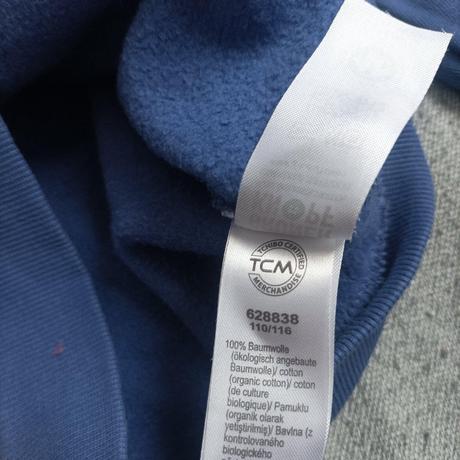 TCHIBO CERTIFIED
TCM
MERCHANDISE
628838
110/116
100% Baumwolle
(ökologisch angebaute
Baumwolle)/ cotton
(organic cotton)/ coton
(de culture
biologique)/ Pamuklu
(organik olarak
yetiştirilmiş)/ Bavlna (z
kontrolovaného
biologického